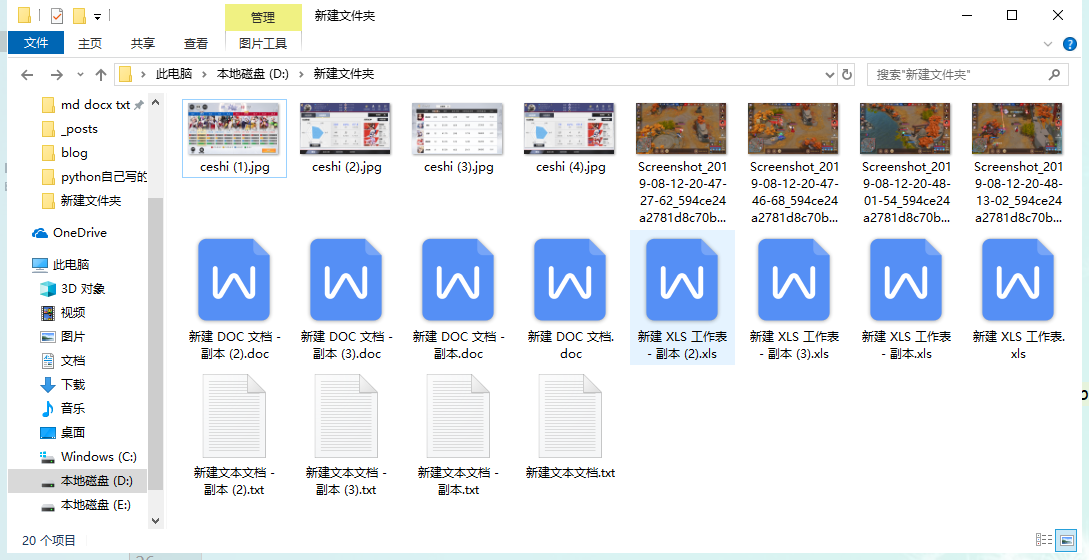 管理
新建文件夹
文件
主页
共享
查看
图片工具
此电脑
本地磁盘 (D:)
新建文件夹
搜索"新建文件夹"
md docx txt
_posts
blog
python自己写的
新建文件夹
OneDrive
此电脑
3D 对象
视频
图片
文档
下载
音乐
桌面
Windows (C:)
本地磁盘 (D:)
本地磁盘 (E:)
ceshi (1).jpg
ceshi (2).jpg
ceshi (3).jpg
ceshi (4).jpg
Screenshot_2019-08-12-20-47-27-62_594ce24a2781d8c70b...
Screenshot_2019-08-12-20-47-46-68_594ce24a2781d8c70b...
Screenshot_2019-08-12-20-48-01-54_594ce24a2781d8c70b...
Screenshot_2019-08-12-20-48-13-02_594ce24a2781d8c70b...
新建 DOC 文档 -
副本 (2).doc
新建 DOC 文档 -
副本 (3).doc
新建 DOC 文档 -
副本.doc
新建 DOC 文档.
doc
新建 XLS 工作表
- 副本 (2).xls
新建 XLS 工作表
- 副本 (3).xls
新建 XLS 工作表
- 副本.xls
新建 XLS 工作表.
xls
新建文本文档 -
副本 (2).txt
新建文本文档 -
副本 (3).txt
新建文本文档 -
副本.txt
新建文本文档.txt
20 个项目